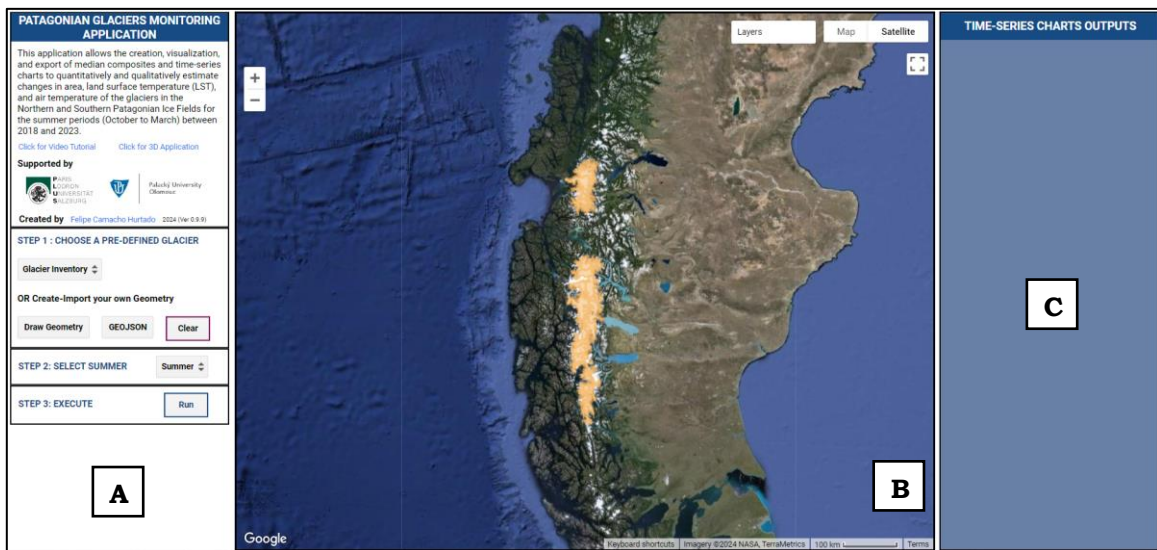 PATAGONIAN GLACIERS MONITORING
APPLICATION
This application allows the creation, visualization,
and export of median composites and time-series
charts to quantitatively and qualitatively estimate
changes in area, land surface temperature (LST),
and air temperature of the glaciers in the
Northern and Southern Patagonian Ice Fields for
the summer periods (October to March) between
2018 and 2023.
Click for Video Tutorial Click for 3D Application
Supported by
PARIS
LODRON
UNIVERSITÄT
SALZBURG
Palacký University
Olomouc
Created by Felipe Camacho Hurtado 2024 (Ver 0.9.9)
STEP 1 : CHOOSE A PRE-DEFINED GLACIER
Glacier Inventory
OR Create-Import your own Geometry
Draw Geometry GEOJSON Clear
STEP 2: SELECT SUMMER Summer
STEP 3: EXECUTE Run
A
Layers
Map Satellite
+
−
B
Google
Keyboard shortcuts Imagery ©2024 NASA, TerraMetrics 100 km Terms
TIME-SERIES CHARTS OUTPUTS
C